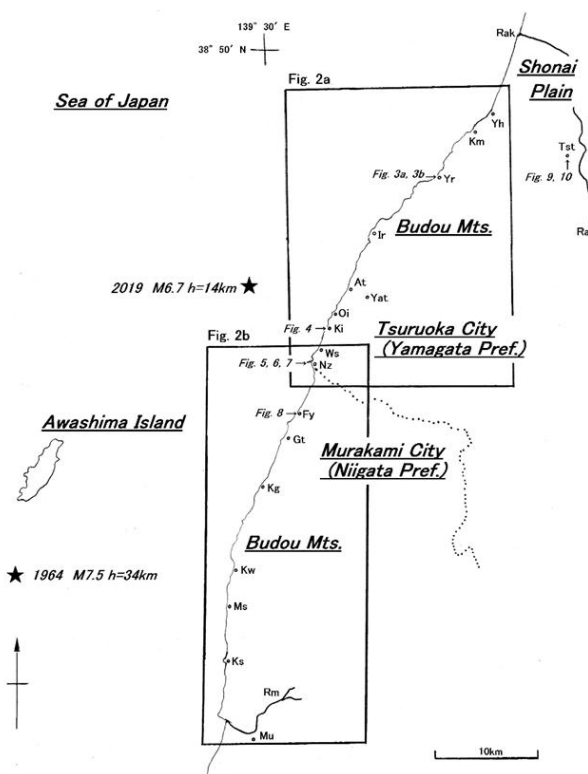 139° 30' E
38° 50' N
Rak
Shonai
Plain
Sea of Japan
Fig. 2a
Yh
Km
Tst
Fig. 9, 10
Fig. 3a, 3b
Yr
Ra
Ir
Budou Mts.
2019 M6.7 h=14km
At
Yat
Oi
Fig. 4
Ki
Tsuruoka City
(Yamagata Pref.)
Fig. 2b
Ws
Fig. 5, 6, 7
Nz
Fig. 8
Fy
Awashima Island
Gt
Murakami City
(Niigata Pref.)
Kg
Budou Mts.
1964 M7.5 h=34km
Kw
Ms
Ks
Rm
Mu
10km